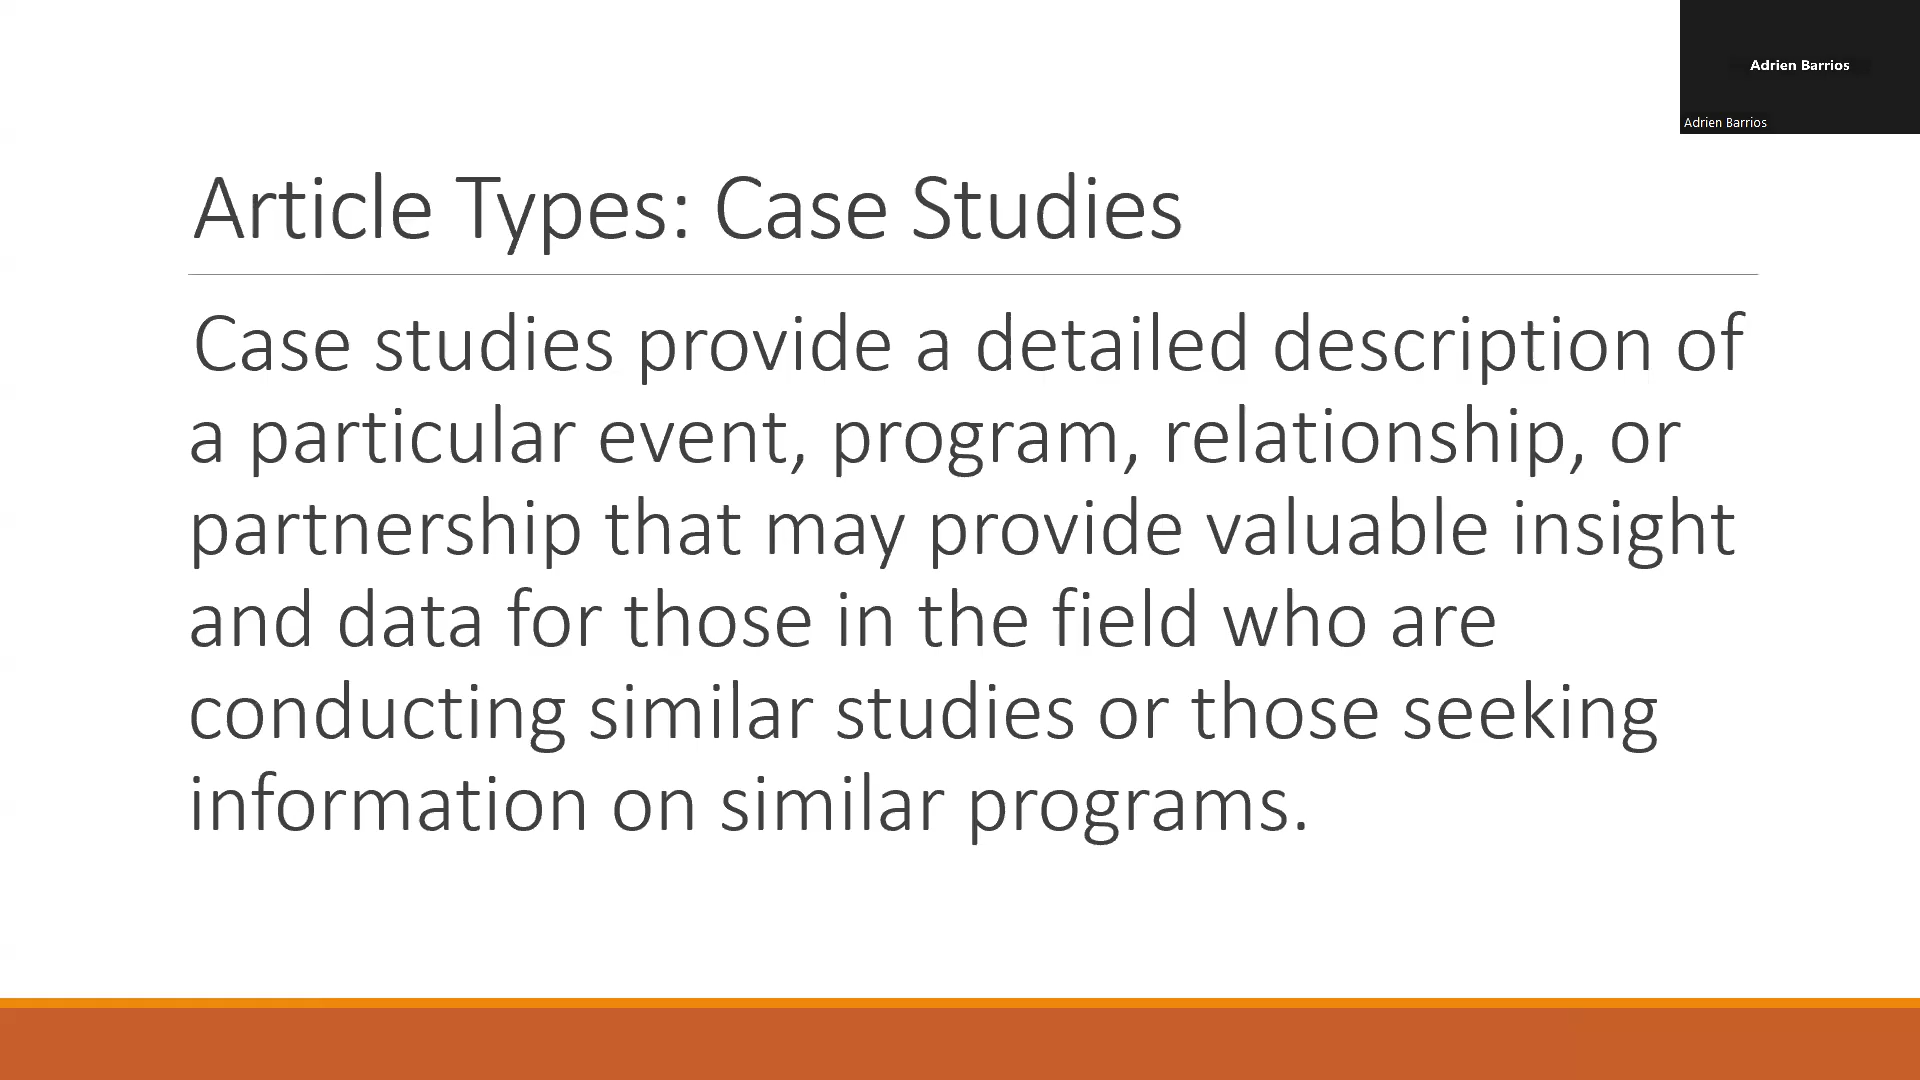 Adrien Barrios
Adrien Barrios
Article Types: Case Studies
Case studies provide a detailed description of
a particular event, program, relationship, or
partnership that may provide valuable insight
and data for those in the field who are
conducting similar studies or those seeking
information on similar programs.